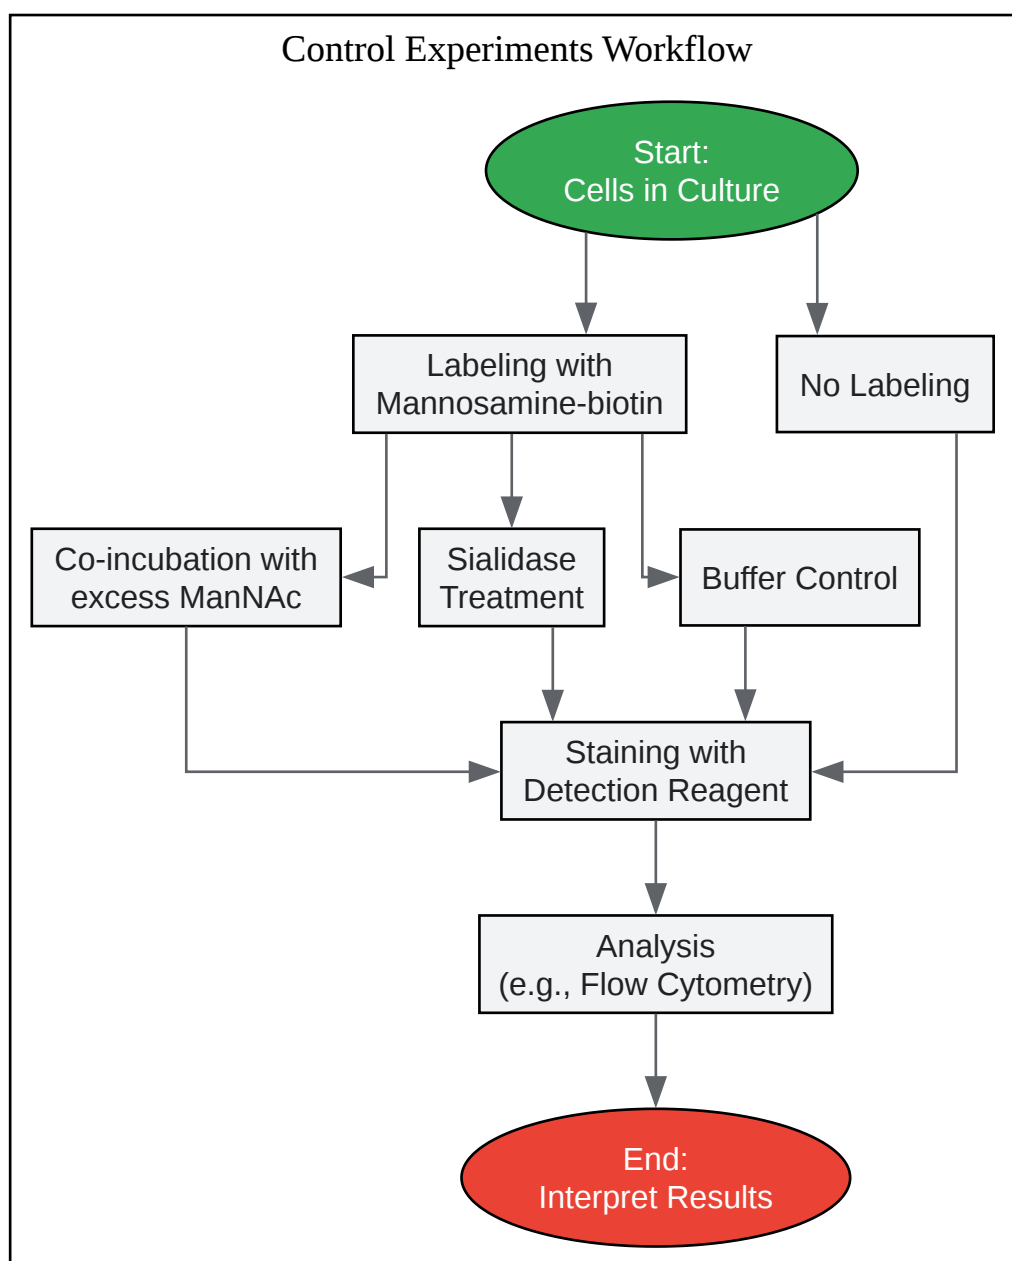 Control Experiments Workflow
Start:
Cells in Culture
Labeling with
Mannosamine-biotin
No Labeling
Co-incubation with
excess ManNAc
Sialidase
Treatment
Buffer Control
Staining with
Detection Reagent
Analysis
(e.g., Flow Cytometry)
End:
Interpret Results